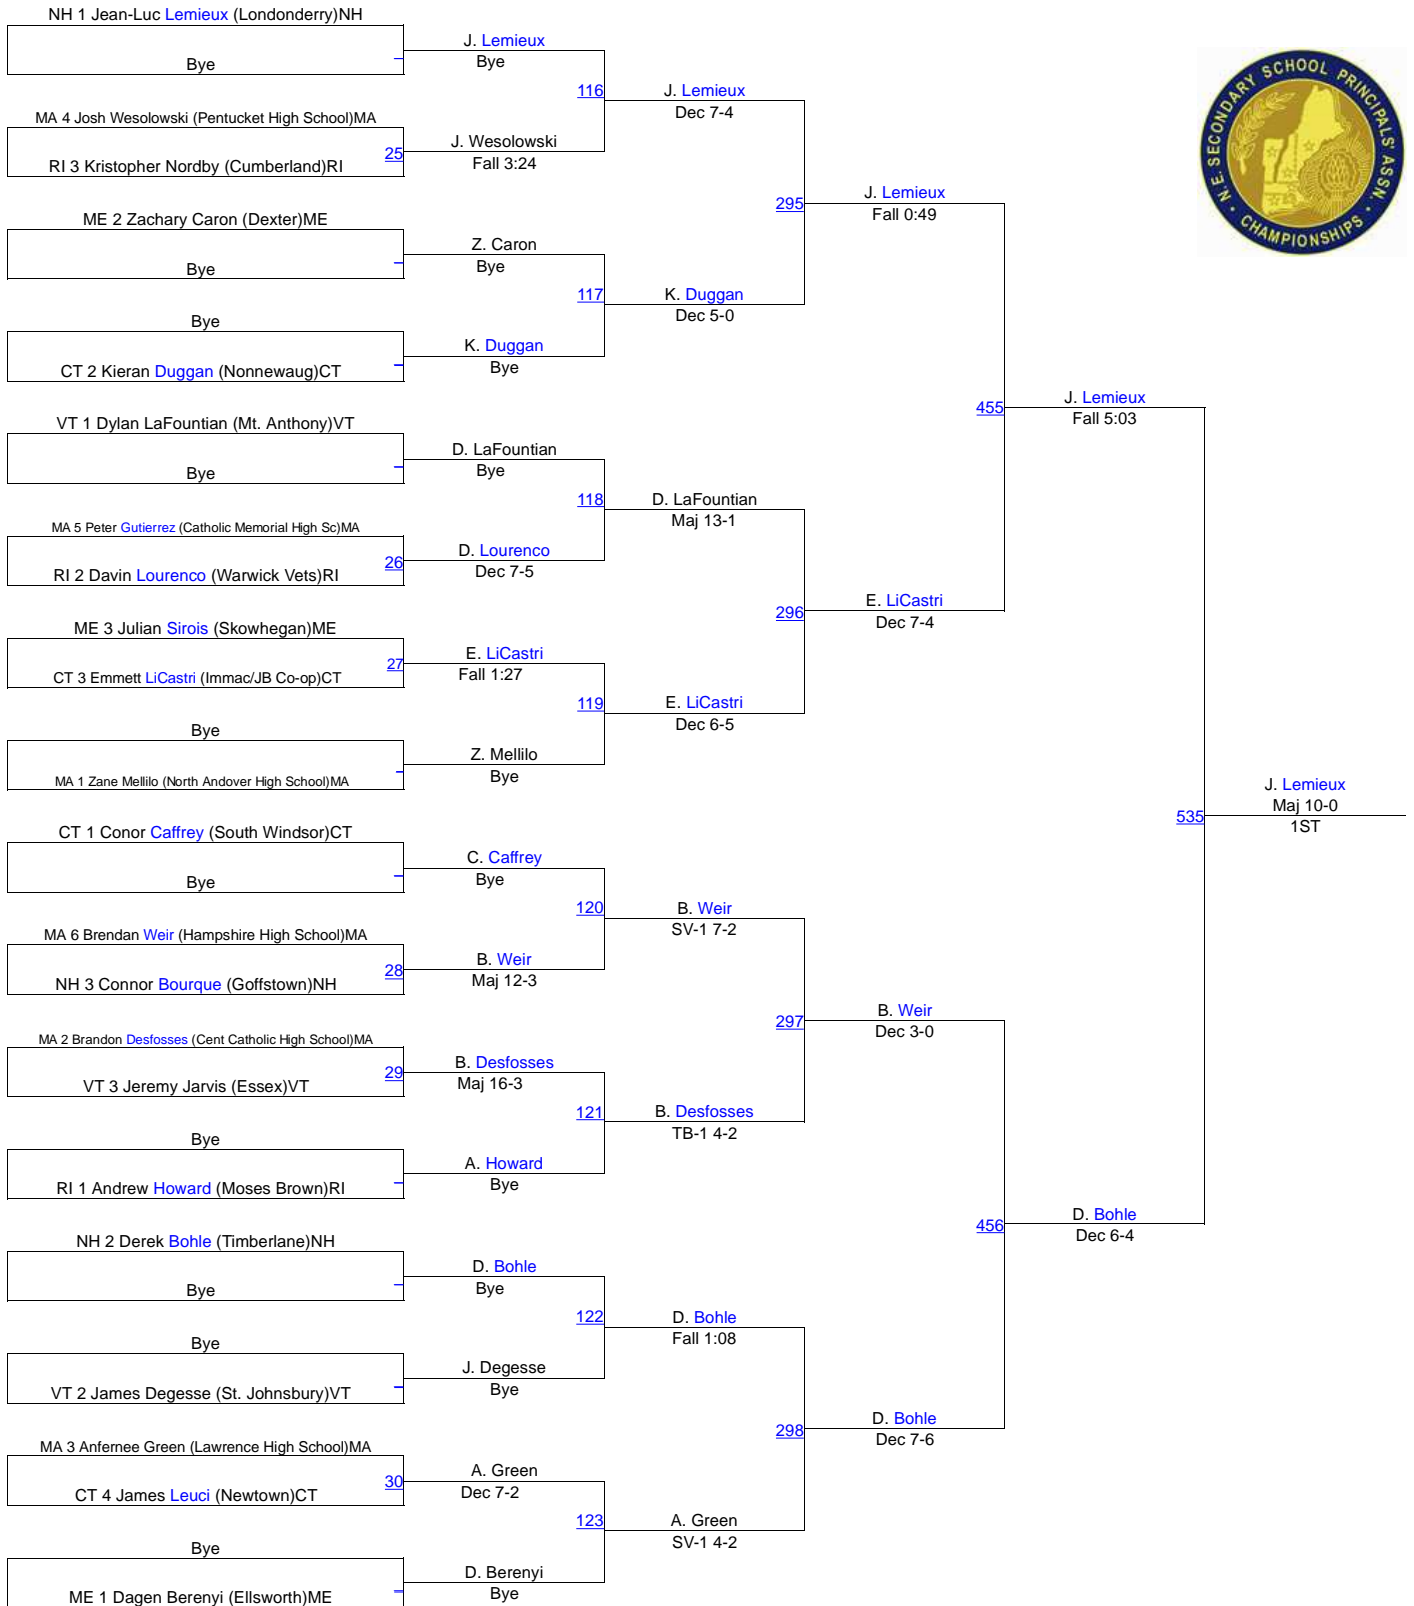 NH 1 Jean-Luc Lemieux (Londonderry)NH
Bye
J. Lemieux
Bye
116
MA 4 Josh Wesolowski (Pentucket High School)MA
25
RI 3 Kristopher Nordby (Cumberland)RI
J. Wesolowski
Fall 3:24
J. Lemieux
Dec 7-4
295
ME 2 Zachary Caron (Dexter)ME
Bye
Z. Caron
Bye
117
Bye
CT 2 Kieran Duggan (Nonnewaug)CT
K. Duggan
Bye
K. Duggan
Dec 5-0
J. Lemieux
Fall 0:49
455
VT 1 Dylan LaFountian (Mt. Anthony)VT
Bye
D. LaFountian
Bye
118
MA 5 Peter Gutierrez (Catholic Memorial High Sc)MA
26
RI 2 Davin Lourenco (Warwick Vets)RI
D. Lourenco
Dec 7-5
D. LaFountian
Maj 13-1
296
ME 3 Julian Sirois (Skowhegan)ME
27
CT 3 Emmett LiCastri (Immac/JB Co-op)CT
E. LiCastri
Fall 1:27
119
Bye
MA 1 Zane Mellilo (North Andover High School)MA
Z. Mellilo
Bye
E. LiCastri
Dec 6-5
E. LiCastri
Dec 7-4
J. Lemieux
Fall 5:03
535
J. Lemieux
Maj 10-0
1ST
CT 1 Conor Caffrey (South Windsor)CT
Bye
C. Caffrey
Bye
120
MA 6 Brendan Weir (Hampshire High School)MA
28
NH 3 Connor Bourque (Goffstown)NH
B. Weir
Maj 12-3
B. Weir
SV-1 7-2
297
MA 2 Brandon Desfosses (Cent Catholic High School)MA
29
VT 3 Jeremy Jarvis (Essex)VT
B. Desfosses
Maj 16-3
121
Bye
RI 1 Andrew Howard (Moses Brown)RI
A. Howard
Bye
B. Desfosses
TB-1 4-2
B. Weir
Dec 3-0
456
NH 2 Derek Bohle (Timberlane)NH
Bye
D. Bohle
Bye
122
Bye
VT 2 James Degesse (St. Johnsbury)VT
J. Degesse
Bye
D. Bohle
Fall 1:08
298
MA 3 Anfernee Green (Lawrence High School)MA
30
CT 4 James Leuci (Newtown)CT
A. Green
Dec 7-2
123
Bye
ME 1 Dagen Berenyi (Ellsworth)ME
D. Berenyi
Bye
A. Green
SV-1 4-2
D. Bohle
Dec 7-6
D. Bohle
Dec 6-4
N.E. SECONDARY SCHOOL PRINCIPALS' ASSN.
• CHAMPIONSHIPS •